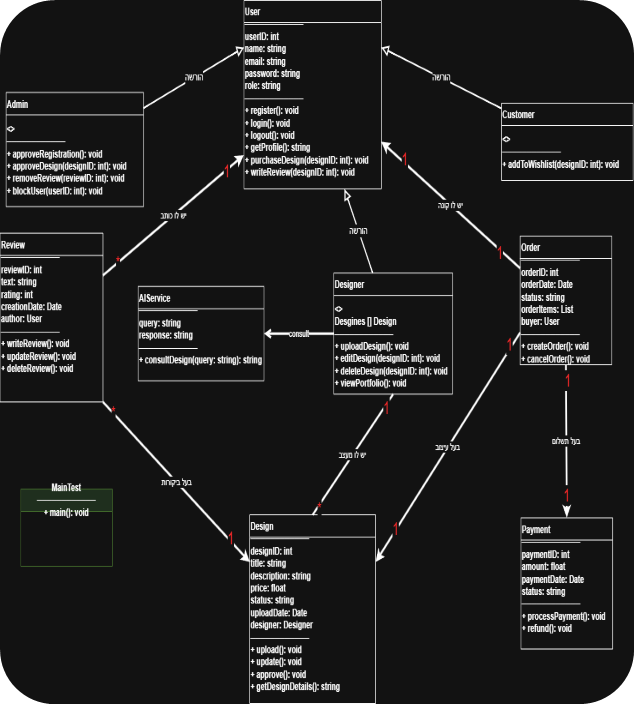 User
userID: int
name: string
email: string
password: string
role: string
+ register(): void
+ login(): void
+ logout(): void
+ getProfile(): string
+ purchaseDesign(designID: int): void
+ writeReview(designID: int): void
הורשה
הורשה
Admin
<>
+ approveRegistration(): void
+ approveDesign(designID: int): void
+ removeReview(reviewID: int): void
+ blockUser(userID: int): void
Customer
<>
+ addToWishlist(designID: int): void
1
1
יש לו כותב
יש לו קונה
הורשה
*
1
Review
reviewID: int
text: string
rating: int
creationDate: Date
author: User
+ writeReview(): void
+ updateReview(): void
+ deleteReview(): void
AIService
query: string
response: string
+ consultDesign(query: string): string
consult
Designer
<>
Desgines [] Design
+ uploadDesign(): void
+ editDesign(designID: int): void
+ deleteDesign(designID: int): void
+ viewPortfolio(): void
Order
orderID: int
orderDate: Date
status: string
orderItems: List
buyer: User
+ createOrder(): void
+ cancelOrder(): void
*
1
1
1
יש לו מעצב
בעל עיצוב
בעל תשלום
בעל ביקורות
MainTest
+ main(): void
*
1
1
1
Design
designID: int
title: string
description: string
price: float
status: string
uploadDate: Date
designer: Designer
+ upload(): void
+ update(): void
+ approve(): void
+ getDesignDetails(): string
Payment
paymentID: int
amount: float
paymentDate: Date
status: string
+ processPayment(): void
+ refund(): void